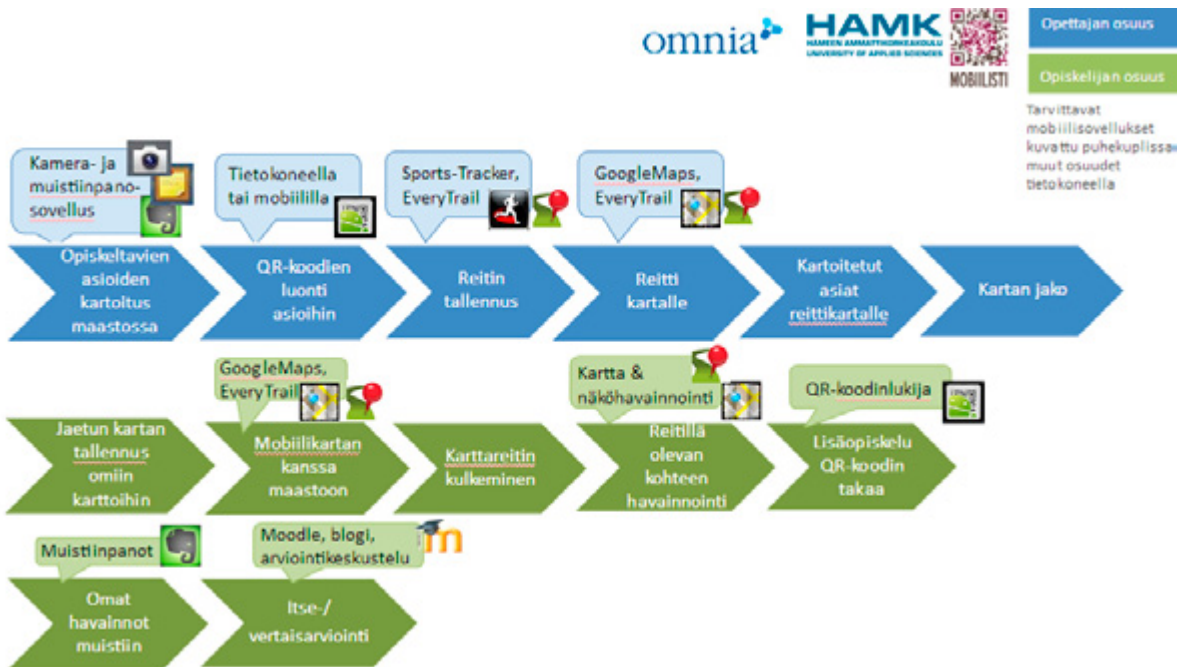 omnia
HAMK
HÄMEEN AMMATTIKORKEAKOULU
UNIVERSITY OF APPLIED SCIENCES
MOBIILISTI
Opettajan osuus
Opiskelijan osuus
Tarvittavat
mobiilisovellukset
kuvattu puhekuplissa
muut osuudet
tietokoneella
Kamera- ja
muistiinpano-
sovellus
Tietokoneella
tai mobiililla
Sports-Tracker,
EveryTrail
GoogleMaps,
EveryTrail
Opiskeltavien
asioiden
kartoitus
maastossa
QR-koodien
luonti
asioihin
Reitin
tallennus
Reitti
kartalle
Kartoitetut
asiat
reittikartalle
Kartan jako
GoogleMaps,
EveryTrail
Kartta &
näköhavainnointi
QR-koodinlukija
Jaetun kartan
tallennus
omiin
karttoihin
Mobiilikartan
kanssa
maastoon
Karttareitin
kulkeminen
Reitillä
olevan
kohteen
havainnointi
Lisäopiskelu
QR-koodin
takaa
Muistiinpanot
Moodle, blogi,
arviointikeskustelu
Omat
havainnot
muistiin
Itse-/
vertaisarviointi